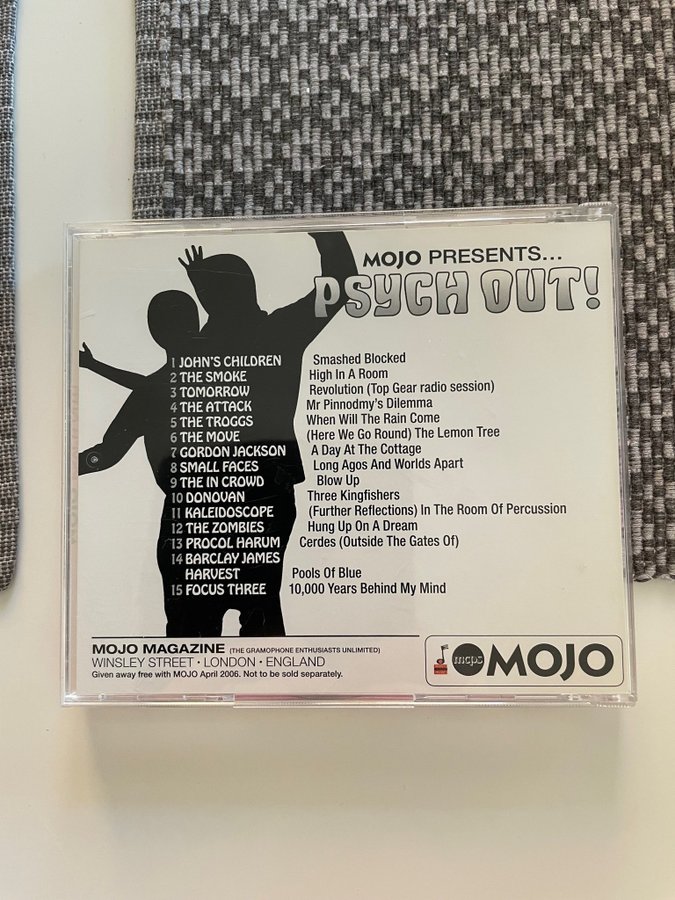 MOJO PRESENTS...
PSYCH OUT!
1 JOHN'S CHILDREN Smashed Blocked
2 THE SMOKE High In A Room
3 TOMORROW Revolution (Top Gear radio session)
4 THE ATTACK Mr Pinnodmy's Dilemma
5 THE TROGGS When Will The Rain Come
6 THE MOVE (Here We Go Round) The Lemon Tree
7 GORDON JACKSON A Day At The Cottage
8 SMALL FACES Long Agos And Worlds Apart
9 THE IN CROWD Blow Up
10 DONOVAN Three Kingfishers
11 KALEIDOSCOPE (Further Reflections) In The Room Of Percussion
12 THE ZOMBIES Hung Up On A Dream
13 PROCOL HARUM Cerdes (Outside The Gates Of)
14 BARCLAY JAMES
HARVEST Pools Of Blue
15 FOCUS THREE 10,000 Years Behind My Mind
MOJO MAGAZINE (THE GRAMOPHONE ENTHUSIASTS UNLIMITED)
WINSLEY STREET · LONDON · ENGLAND
Given away free with MOJO April 2006. Not to be sold separately.
mcps
MOJO